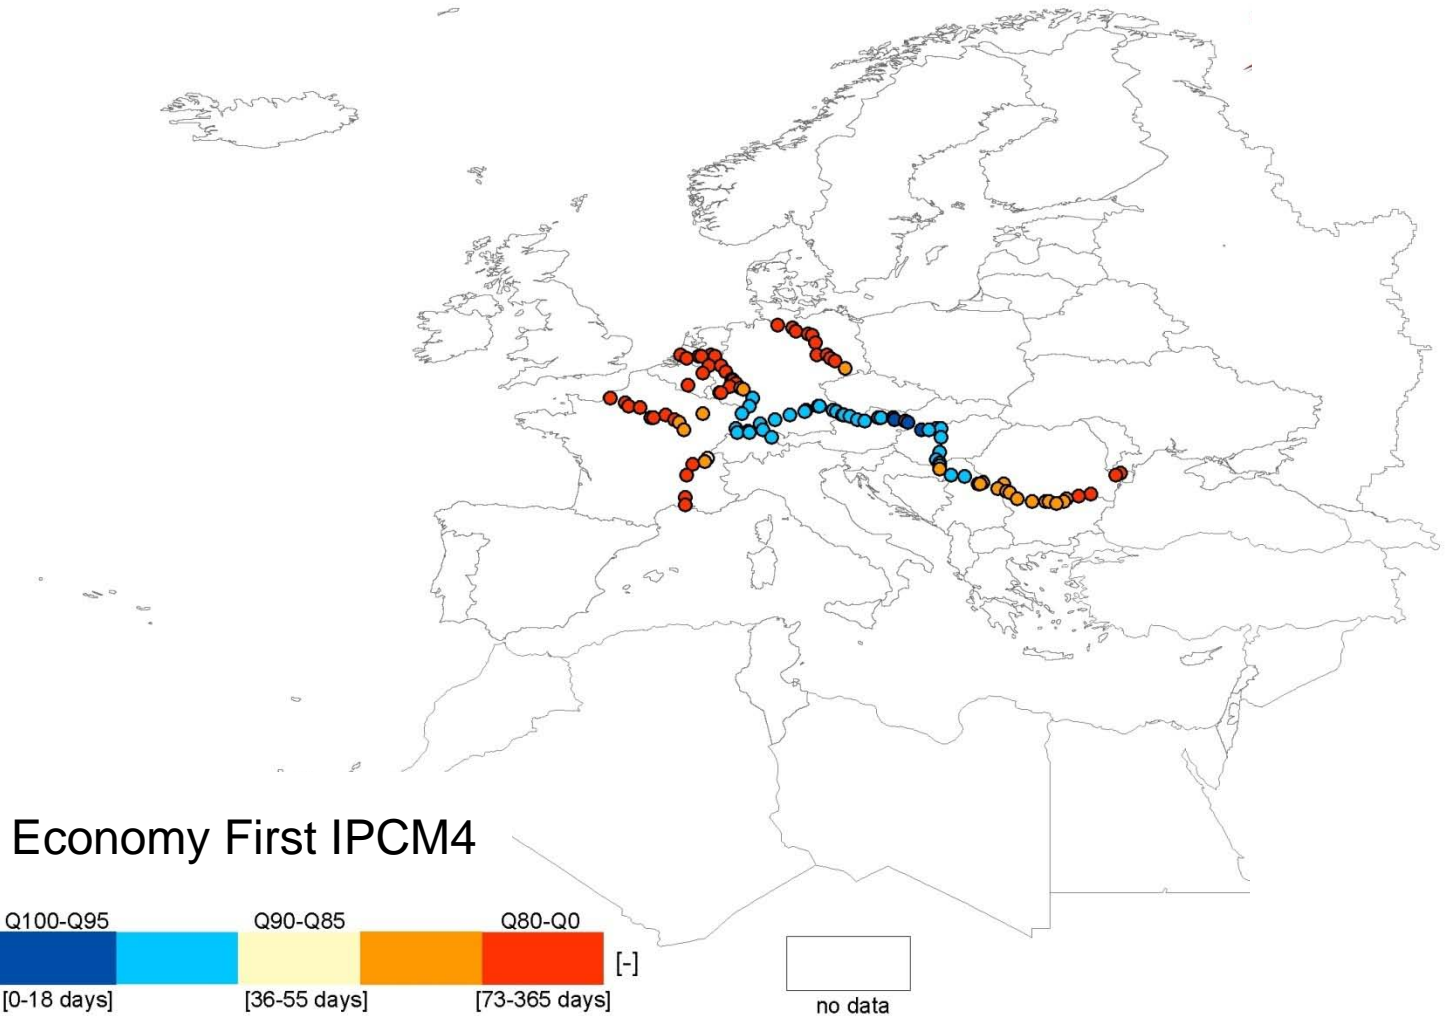 Economy First IPCM4
Q100-Q95 Q90-Q85 Q80-Q0
[-]
[0-18 days] [36-55 days] [73-365 days]
no data